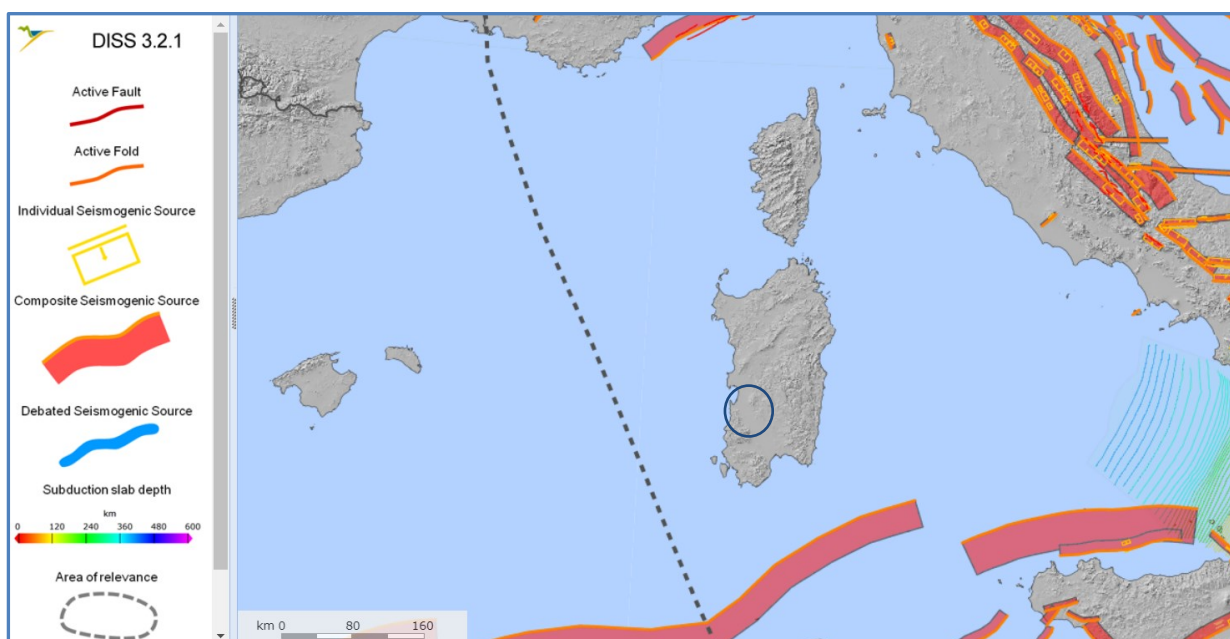 DISS 3.2.1
Active Fault
Active Fold
Individual Seismogenic Source
Composite Seismogenic Source
Debated Seismogenic Source
Subduction slab depth
km
0 120 240 360 480 600
Area of relevance
km 0 80 160